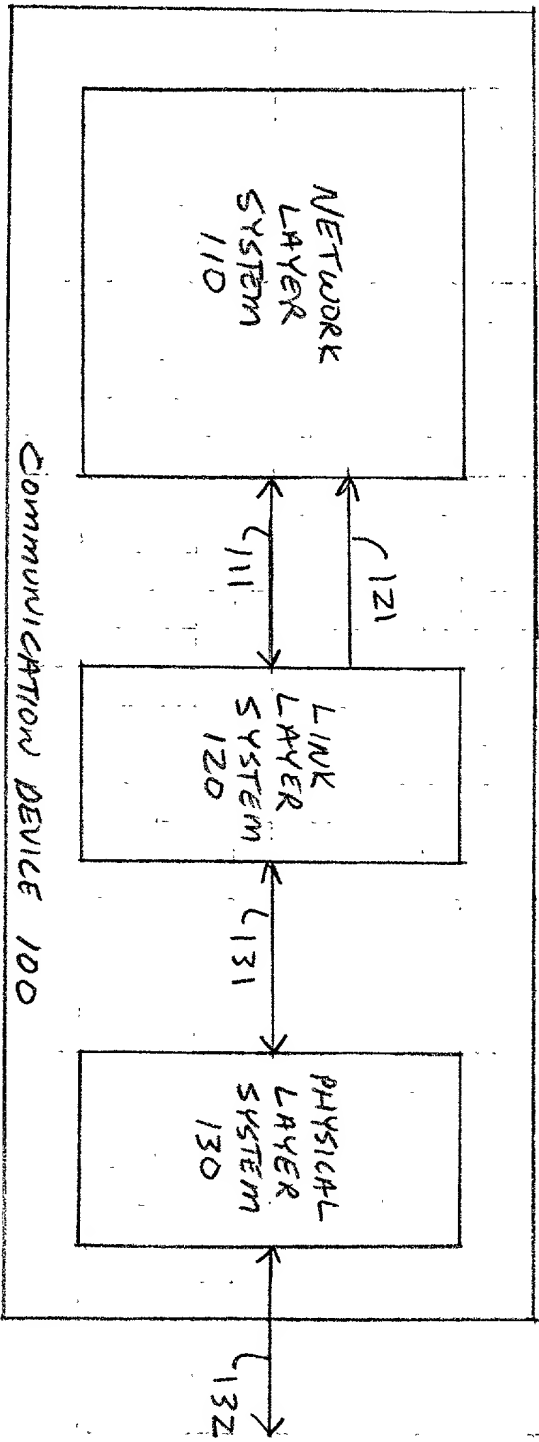 NETWORK
LAYER
SYSTEM
110
111
121
LINK
LAYER
SYSTEM
120
131
PHYSICAL
LAYER
SYSTEM
130
132
COMMUNICATION DEVICE 100